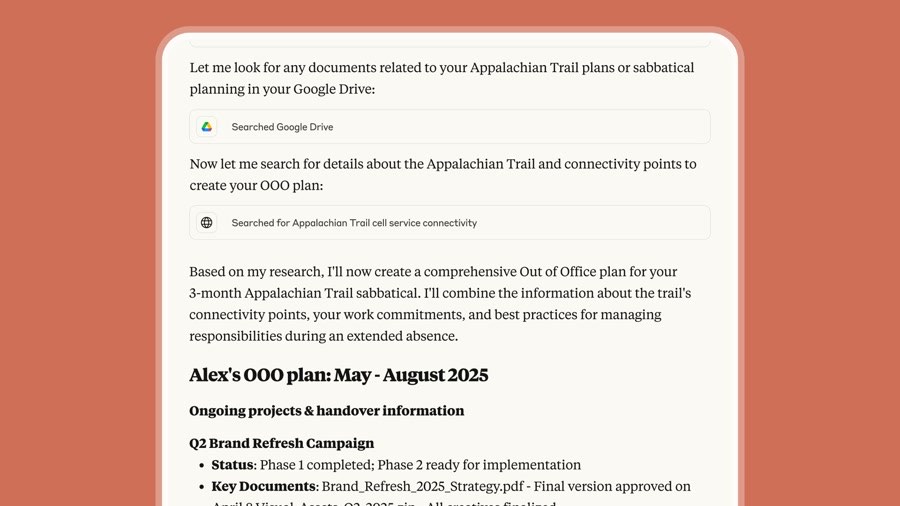 Let me look for any documents related to your Appalachian Trail plans or sabbatical
planning in your Google Drive:
Searched Google Drive
Now let me search for details about the Appalachian Trail and connectivity points to
create your OOO plan:
Searched for Appalachian Trail cell service connectivity
Based on my research, I'll now create a comprehensive Out of Office plan for your
3-month Appalachian Trail sabbatical. I'll combine the information about the trail's
connectivity points, your work commitments, and best practices for managing
responsibilities during an extended absence.
Alex's OOO plan: May - August 2025
Ongoing projects & handover information
Q2 Brand Refresh Campaign
• Status: Phase 1 completed; Phase 2 ready for implementation
• Key Documents: Brand_Refresh_2025_Strategy.pdf - Final version approved on